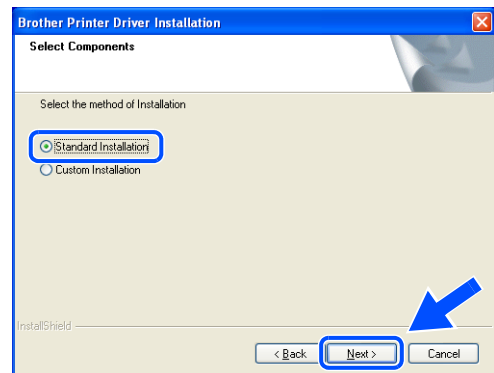 Brother Printer Driver Installation
Select Components
Select the method of Installation
Standard Installation
Custom Installation
InstallShield
< Back Next > Cancel